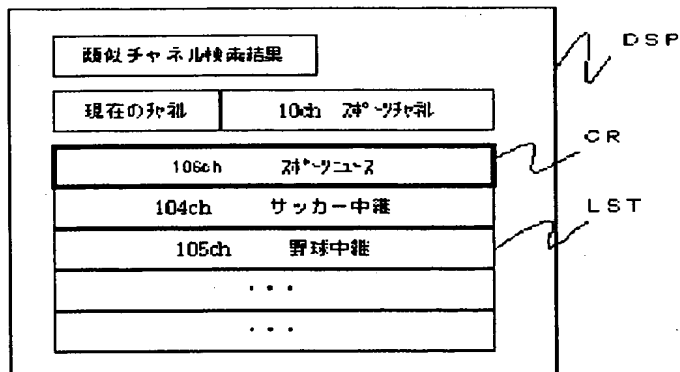 類似チャネル検索結果
DSP
現在のﾁｬﾈﾙ 10ch ｽﾎﾟｰﾂﾁｬﾈﾙ
CR
106ch ｽﾎﾟｰﾂﾆｭｰｽ
104ch サッカー中継
LST
105ch 野球中継
・・・
・・・